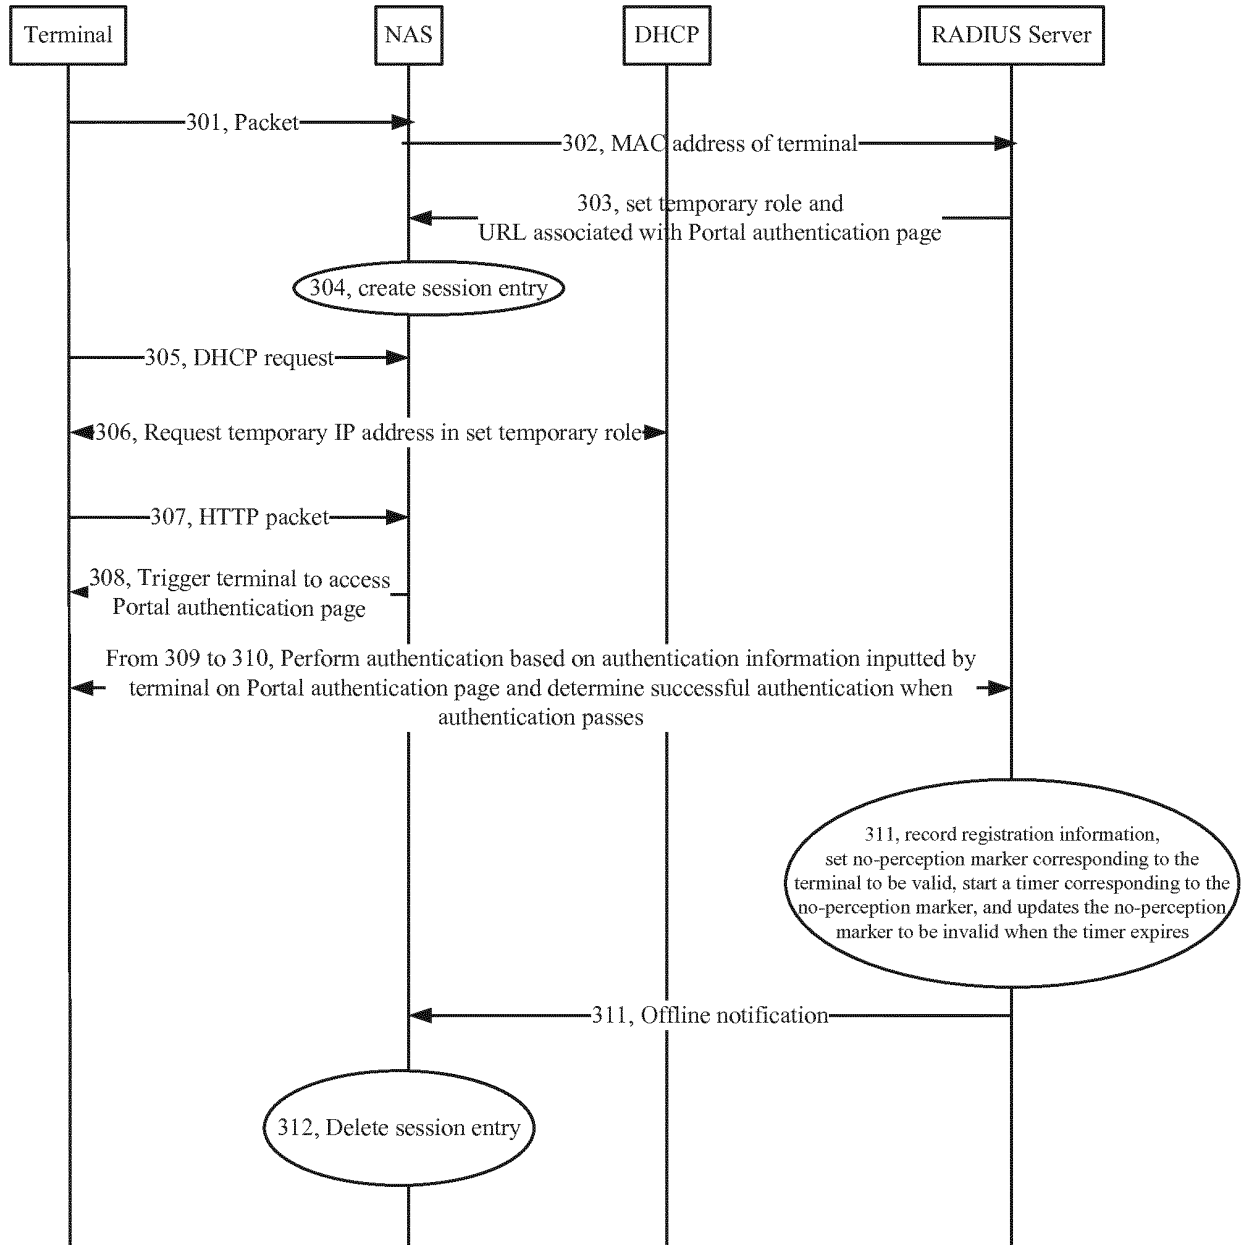 Terminal
NAS
DHCP
RADIUS Server
301, Packet
302, MAC address of terminal
303, set temporary role and
URL associated with Portal authentication page
304, create session entry
305, DHCP request
306, Request temporary IP address in set temporary role
307, HTTP packet
308, Trigger terminal to access
Portal authentication page
From 309 to 310, Perform authentication based on authentication information inputted by
terminal on Portal authentication page and determine successful authentication when
authentication passes
311, record registration information,
set no-perception marker corresponding to the
terminal to be valid, start a timer corresponding to the
no-perception marker, and updates the no-perception
marker to be invalid when the timer expires
311, Offline notification
312, Delete session entry